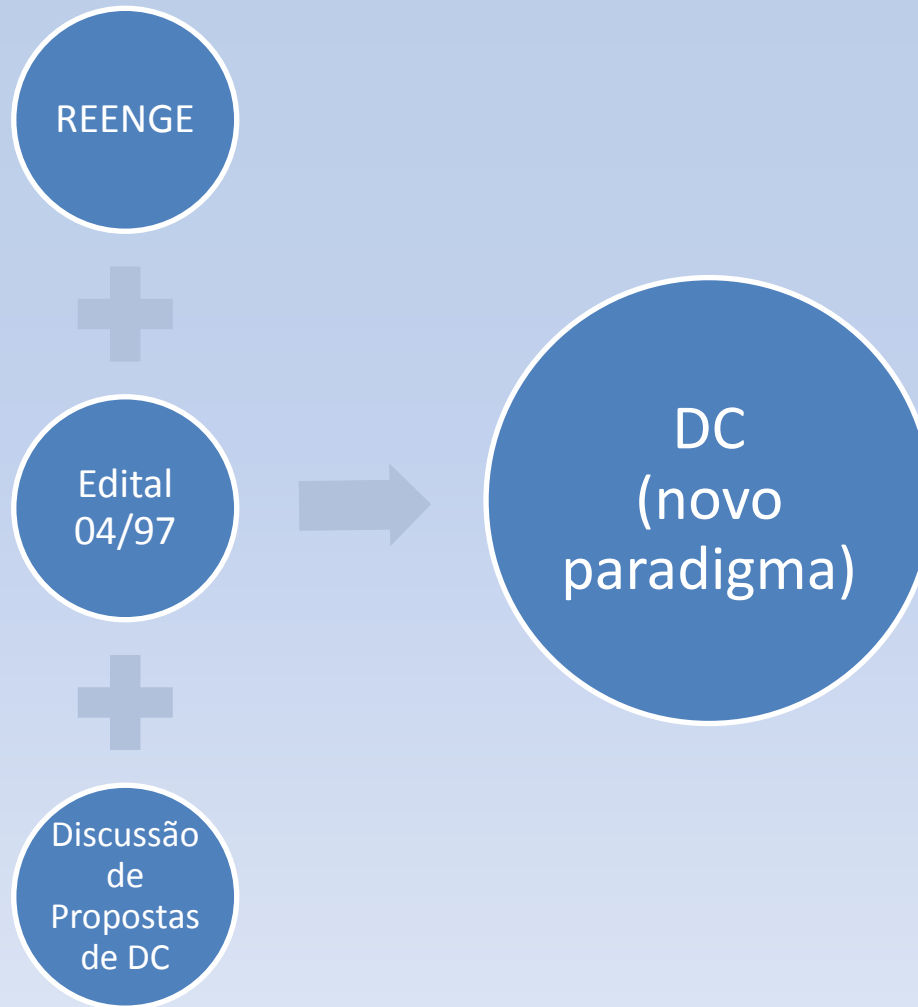 REENGE
Edital
04/97
Discussão
de
Propostas
de DC
DC
(novo
paradigma)